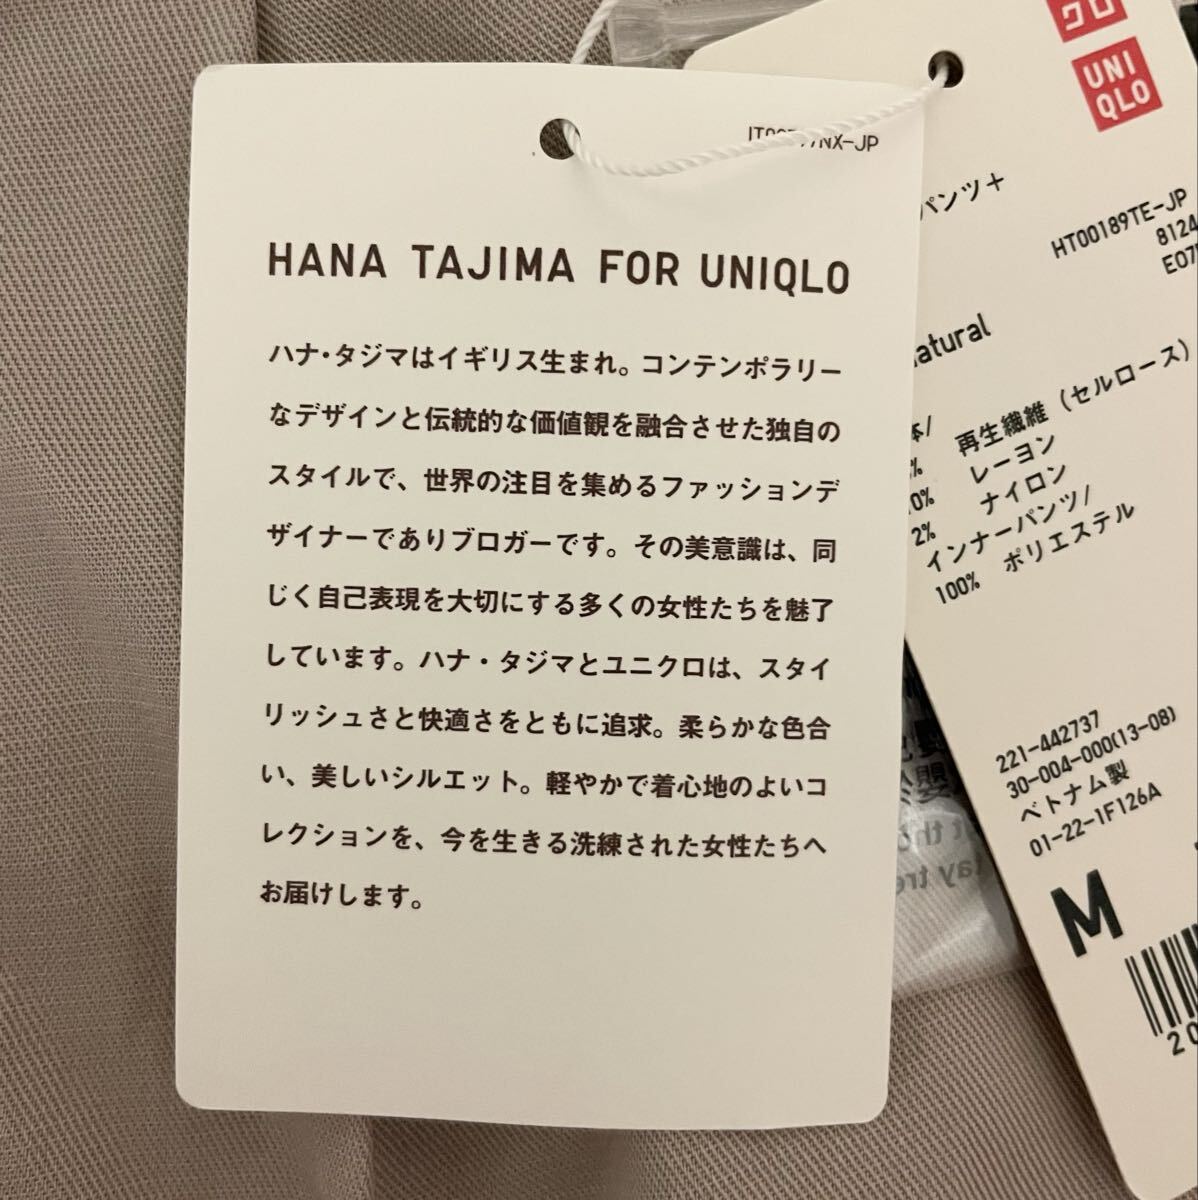 HANA TAJIMA FOR UNIQLO
ハナ・タジマはイギリス生まれ。コンテンポラリー
なデザインと伝統的な価値観を融合させた独自の
スタイルで、世界の注目を集めるファッションデ
ザイナーでありブロガーです。その美意識は、同
じく自己表現を大切にする多くの女性たちを魅了
しています。ハナ・タジマとユニクロは、スタイ
リッシュさと快適さをともに追求。柔らかな色合
い、美しいシルエット。軽やかで着心地のよいコ
レクションを、今を生きる洗練された女性たちへ
お届けします。
クロ
UNI
QLO
パンツ+
HT00189TE-JP
8124
再生繊維（セルロース）
レーヨン
2% ナイロン
インナーパンツ/
100% ポリエステル
221-442737
30-004-000(13-08)
ベトナム製
01-22-1F126A
M
20